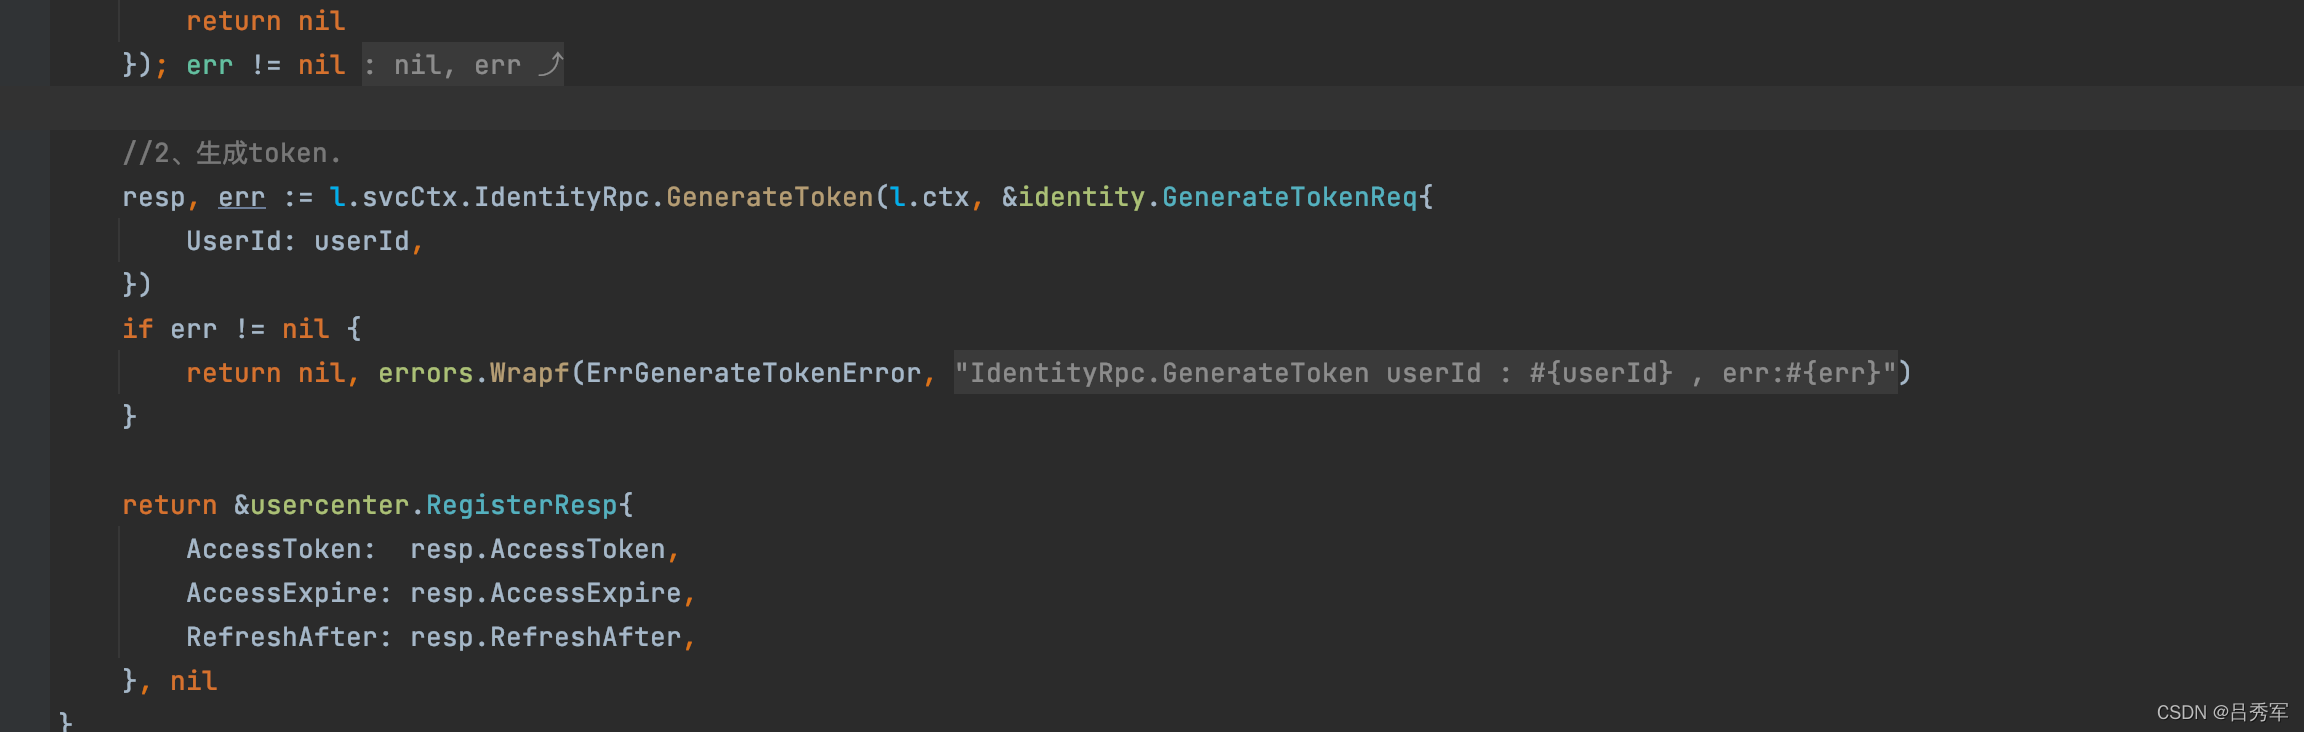 return nil
}); err != nil : nil, err ⤴
//2、生成token.
resp, err := l.svcCtx.IdentityRpc.GenerateToken(l.ctx, &identity.GenerateTokenReq{
UserId: userId,
})
if err != nil {
return nil, errors.Wrapf(ErrGenerateTokenError, "IdentityRpc.GenerateToken userId : #{userId} , err:#{err}")
}
return &usercenter.RegisterResp{
AccessToken:  resp.AccessToken,
AccessExpire: resp.AccessExpire,
RefreshAfter: resp.RefreshAfter,
}, nil
}
CSDN @吕秀军